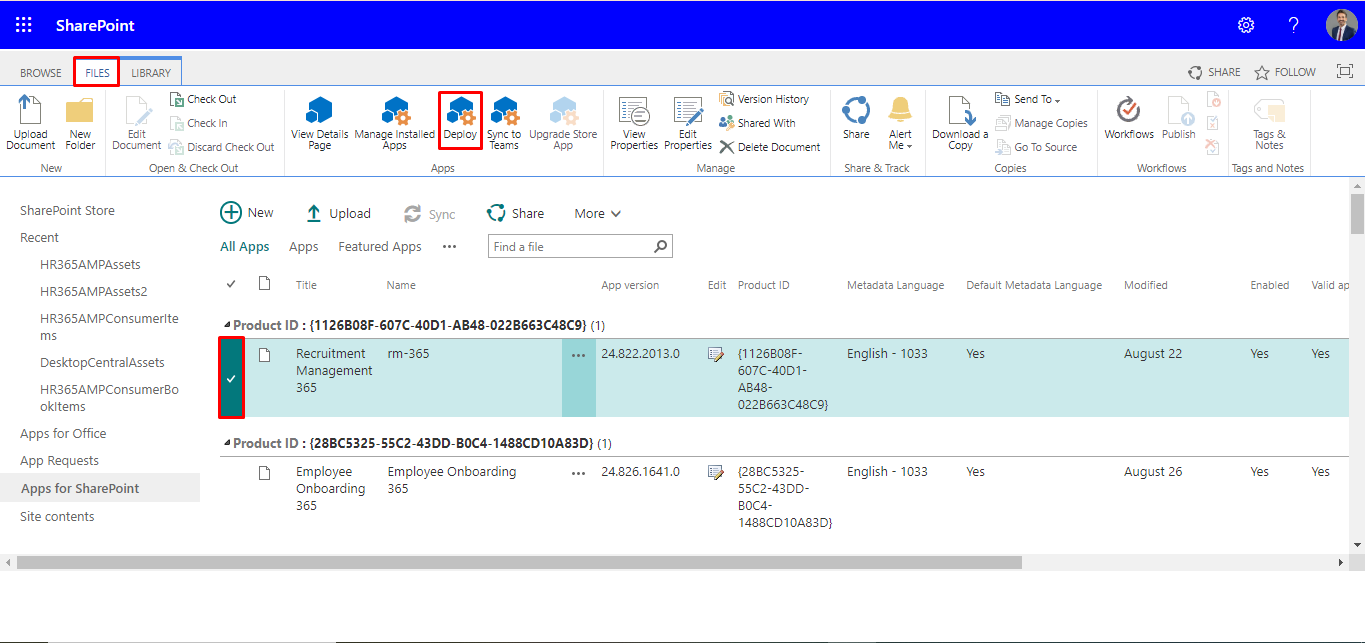 SharePoint
?
BROWSE FILES LIBRARY SHARE FOLLOW
Upload Document
New Folder
New
Edit Document
Check Out
Check In
Discard Check Out
Open & Check Out
View Details Page
Manage Installed Apps
Deploy
Sync to Teams
Upgrade Store App
Apps
View Properties
Edit Properties
Version History
Shared With
Delete Document
Manage
Share
Alert Me
Share & Track
Download a Copy
Send To
Manage Copies
Go To Source
Copies
Workflows
Publish
Workflows
Tags & Notes
Tags and Notes
SharePoint Store
Recent
HR365AMPAssets
HR365AMPAssets2
HR365AMPConsumerIte
ms
DesktopCentralAssets
HR365AMPConsumerBo
okItems
Apps for Office
App Requests
Apps for SharePoint
Site contents
New Upload Sync Share More
All Apps Apps Featured Apps ••• Find a file
Title Name App version Edit Product ID Metadata Language Default Metadata Language Modified Enabled Valid ap
Product ID : {1126B08F-607C-40D1-AB48-022B663C48C9} (1)
Recruitment rm-365 ••• 24.822.2013.0 {1126B08F- English - 1033 Yes August 22 Yes Yes
Management 607C-40D1-
365 AB48-
022B663C48C9}
Product ID : {28BC5325-55C2-43DD-B0C4-1488CD10A83D} (1)
Employee Employee Onboarding ••• 24.826.1641.0 {28BC5325- English - 1033 Yes August 26 Yes Yes
Onboarding 365 55C2-43DD-
365 B0C4-
1488CD10A83D}